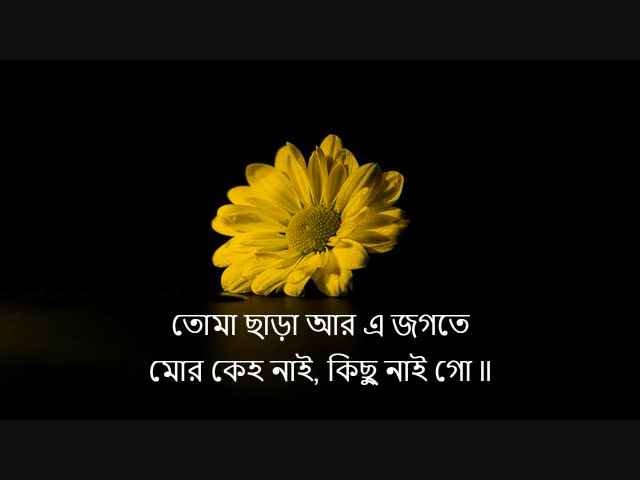 তোমা ছাড়া আর এ জগতে
মোর কেহ নাই, কিছু নাই গো॥